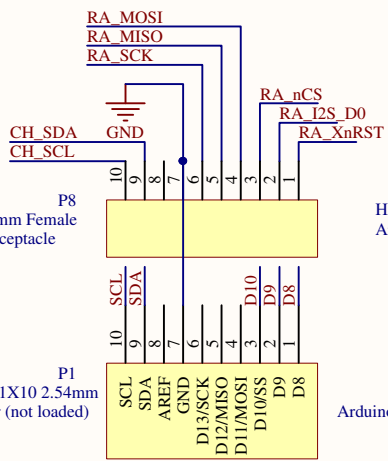 RA_MOSI
RA_MISO
RA_SCK
RA_nCS
RA_I2S_D0
CH_SDA GND RA_XnRST
CH_SCL
10 9 8 7 6 5 4 3 2 1
P8
mm Female
ceptacle
H
A
SCL SDA D10 D9 D8
10 9 8 7 6 5 4 3 2 1
P1
1X10 2.54mm
(not loaded)
SCL SDA AREF GND D13/SCK D12/MISO D11/MOSI D10/SS D9 D8
Arduino